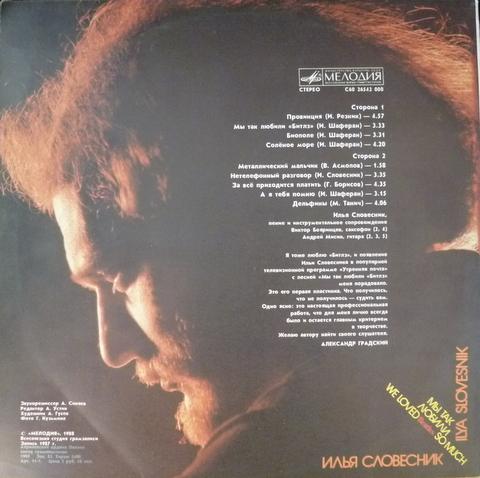 МЕЛОДИЯ
СТЕРЕО С60 26543 000
Сторона 1
Провинция (И. Резник) — 4.57
Мы так любили «Битлз» (И. Шаферан) — 3.33
Биополе (И. Шаферан) — 3.31
Солёное море (И. Шаферан) — 4.20
Сторона 2
Металлический мальчик (В. Асмолов) — 1.58
Нетелефонный разговор (И. Словесник) — 3.35
За всё приходится платить (Г. Борисов) — 4.35
А я тебя помню (И. Шаферан) — 3.15
Дельфины (М. Танич) — 4.06
Илья Словесник,
пение и инструментальное сопровождение
Виктор Бояринцев, саксофон (2, 4)
Андрей Мисин, гитара (2, 3, 5)
Я тоже люблю «Битлз», и появление
Ильи Словесника в популярной
телевизионной программе «Утренняя почта»
с песней «Мы так любили «Битлз»
меня порадовало.
Это его первая пластинка. Что получилось,
что не получилось — судить вам.
Одно ясно: это настоящая профессиональная
работа, что для меня лично всегда
было и остается главным критерием
в творчестве.
Желаю автору найти своего слушателя.
АЛЕКСАНДР ГРАДСКИЙ
Звукорежиссер А.
Редактор А. Устин
Художник А.
Фото Г.
С «МЕЛОДИЯ», 1988
Всесоюзная студия грамзаписи
Запись 1987 г.
МЫ ТАК
ЛЮБИЛИ
WE LOVED SO MUCH
ILYA SLOVESNIK
ИЛЬЯ СЛОВЕСНИК